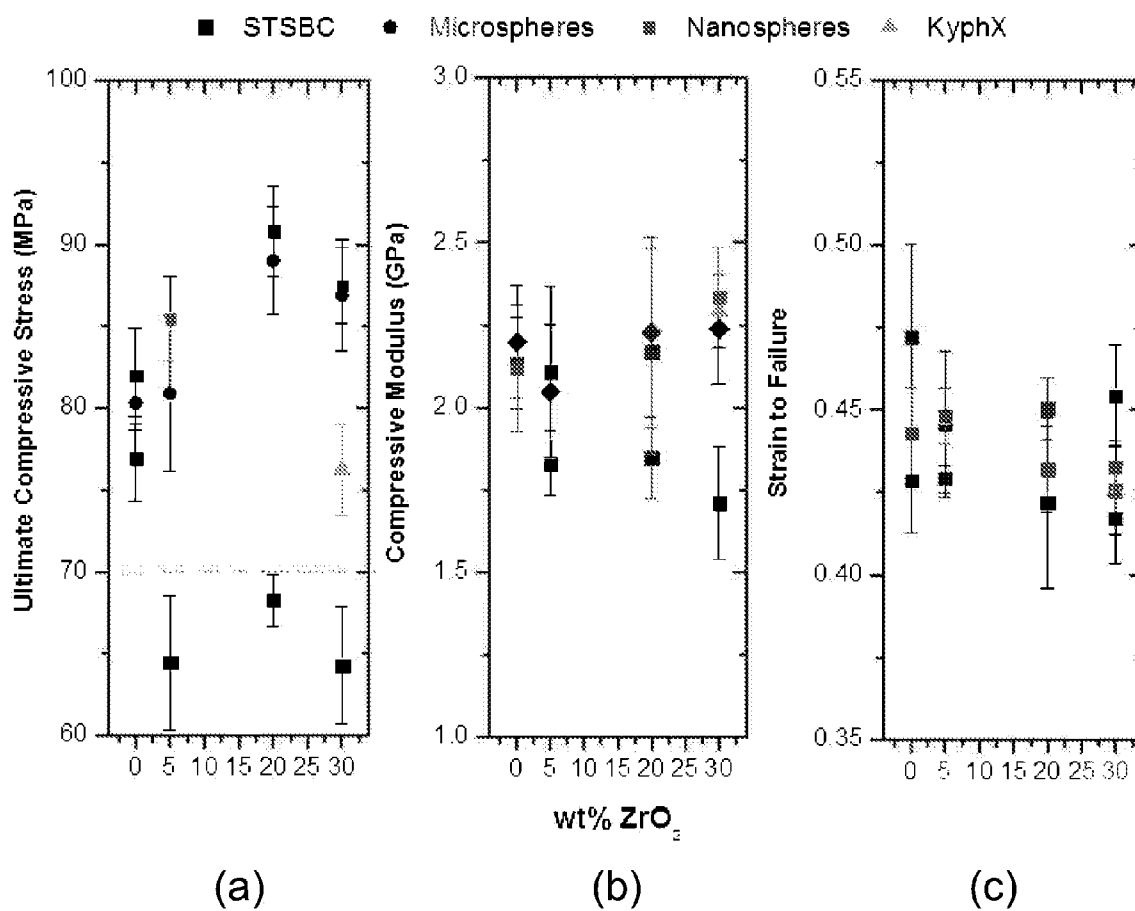 STSBC Microspheres Nanospheres KyphX
Ultimate Compressive Stress (MPa)
100
90
80
70
60
0 5 10 15 20 25 30
Compressive Modulus (GPa)
3.0
2.5
2.0
1.5
1.0
0 5 10 15 20 25 30
Strain to Failure
0.55
0.50
0.45
0.40
0.35
0 5 10 15 20 25 30
wt% ZrO₂
(a) (b) (c)